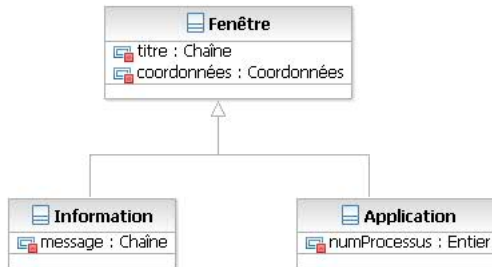 Fenêtre
titre : Chaîne
coordonnées : Coordonnées
Information
message : Chaîne
Application
numProcessus : Entier